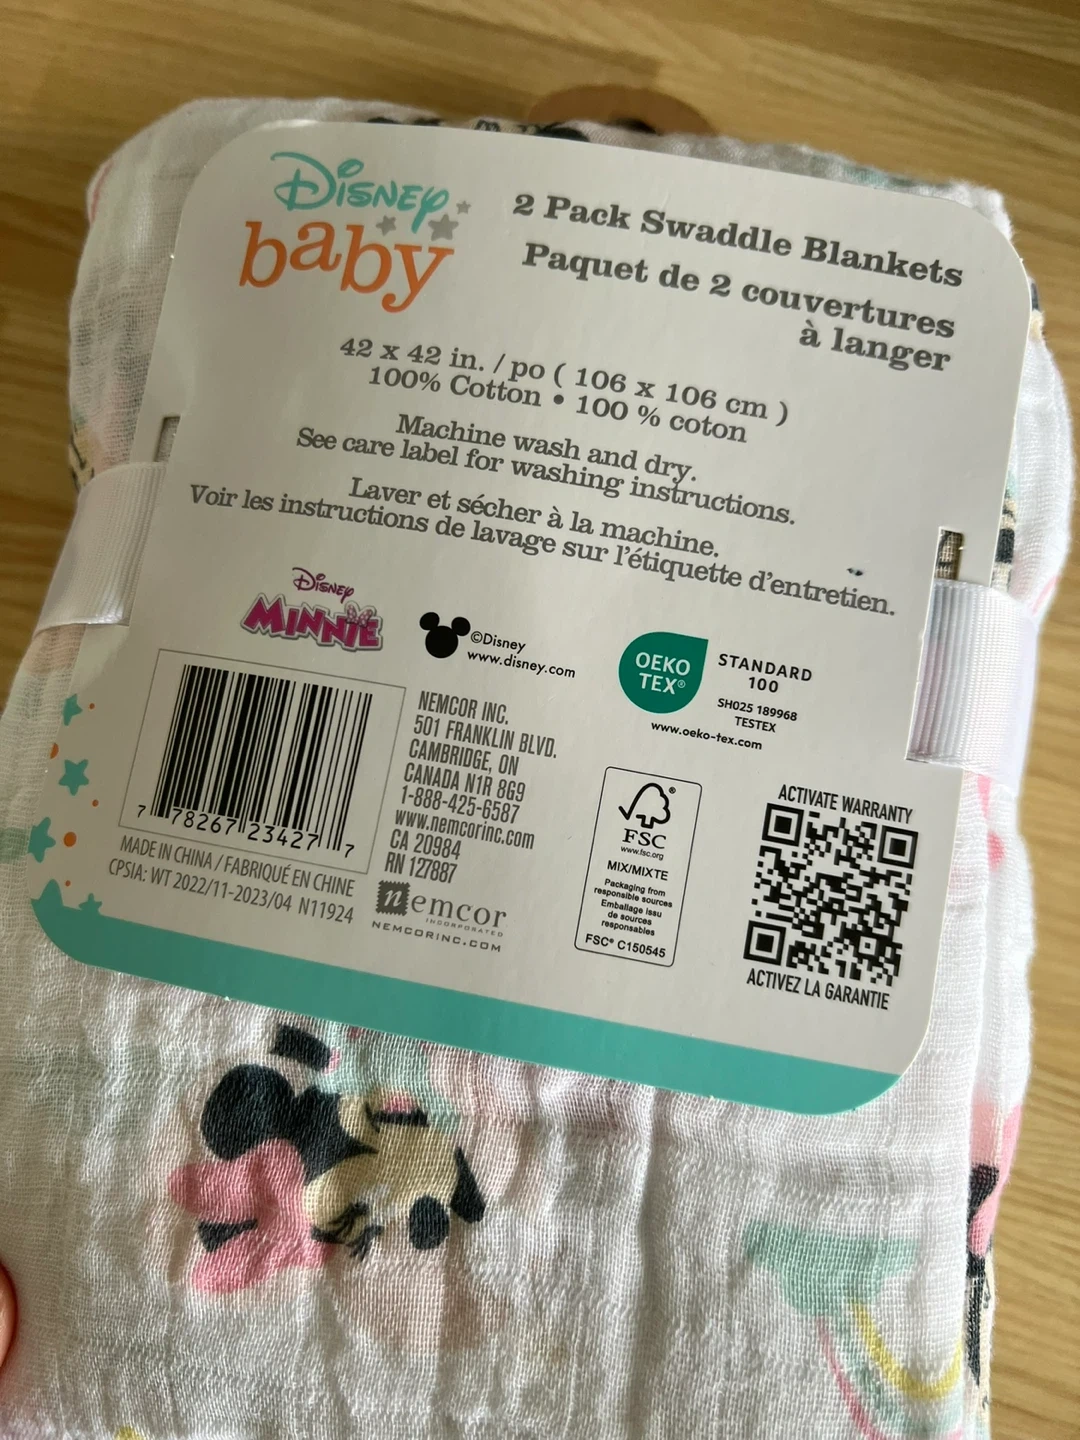 Disney
baby
2 Pack Swaddle Blankets
Paquet de 2 couvertures
à langer
42 x 42 in. / po ( 106 x 106 cm )
100% Cotton • 100 % coton
Machine wash and dry.
See care label for washing instructions.
Laver et sécher à la machine.
Voir les instructions de lavage sur l'étiquette d'entretien.
Disney
MINNIE
©Disney
www.disney.com
OEKO
TEX®
STANDARD
100
SH025 189968
TESTEX
www.oeko-tex.com
7 78267 23427 7
MADE IN CHINA / FABRIQUÉ EN CHINE
CPSIA: WT 2022/11-2023/04 N11924
NEMCOR INC.
501 FRANKLIN BLVD.
CAMBRIDGE, ON
CANADA N1R 8G9
1-888-425-6587
www.nemcorinc.com
CA 20984
RN 127887
nemcor
INCORPORATED
NEMCORINC.COM
®
FSC
www.fsc.org
MIX/MIXTE
Packaging from
responsible sources
Emballage issu
de sources
responsables
FSC® C150545
ACTIVATE WARRANTY
ACTIVEZ LA GARANTIE